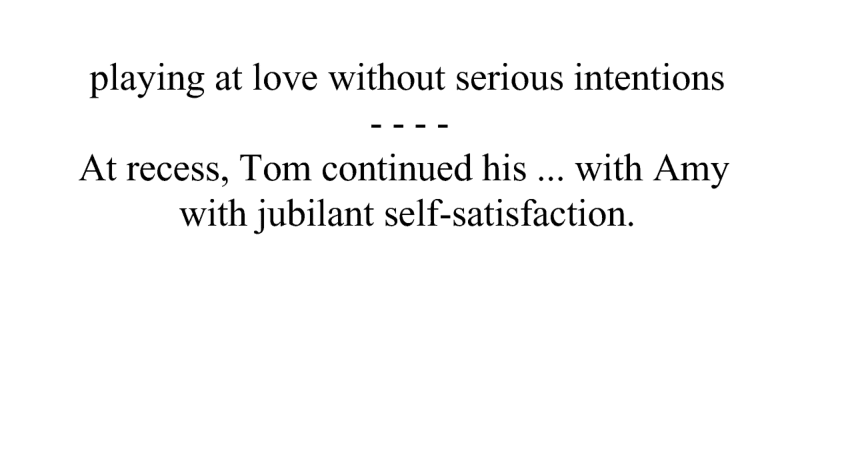 playing at love without serious intentions
- - - -
At recess, Tom continued his ... with Amy
with jubilant self-satisfaction.